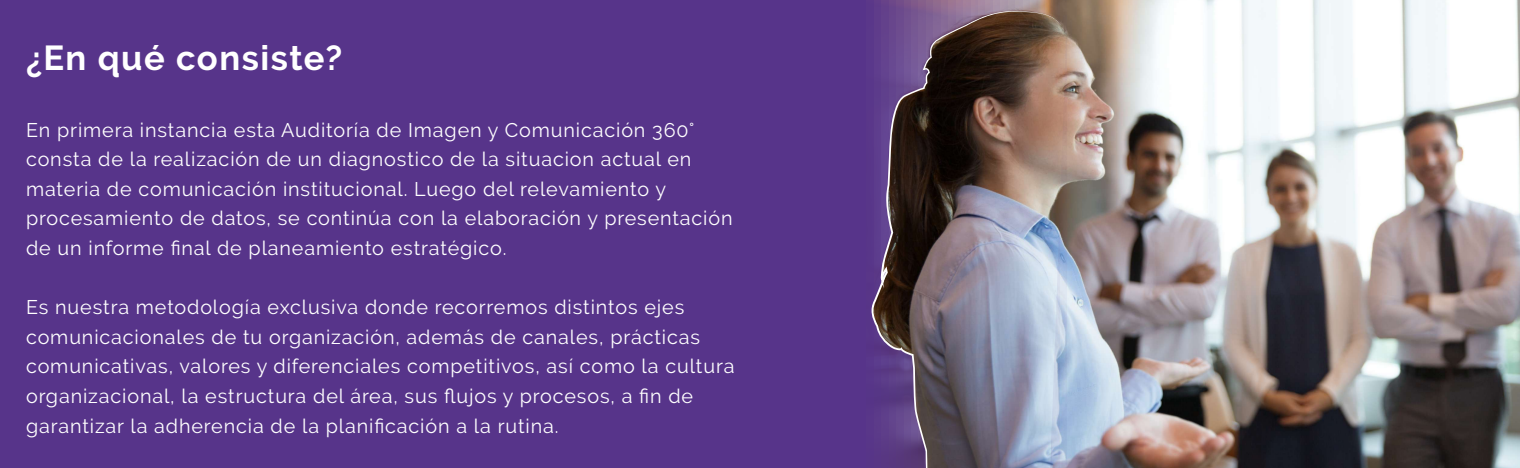 ¿En qué consiste?
En primera instancia esta Auditoría de Imagen y Comunicación 360°
consta de la realización de un diagnostico de la situacion actual en
materia de comunicación institucional. Luego del relevamiento y
procesamiento de datos, se continúa con la elaboración y presentación
de un informe final de planeamiento estratégico.
Es nuestra metodología exclusiva donde recorremos distintos ejes
comunicacionales de tu organización, además de canales, prácticas
comunicativas, valores y diferenciales competitivos, así como la cultura
organizacional, la estructura del área, sus flujos y procesos, a fin de
garantizar la adherencia de la planificación a la rutina.